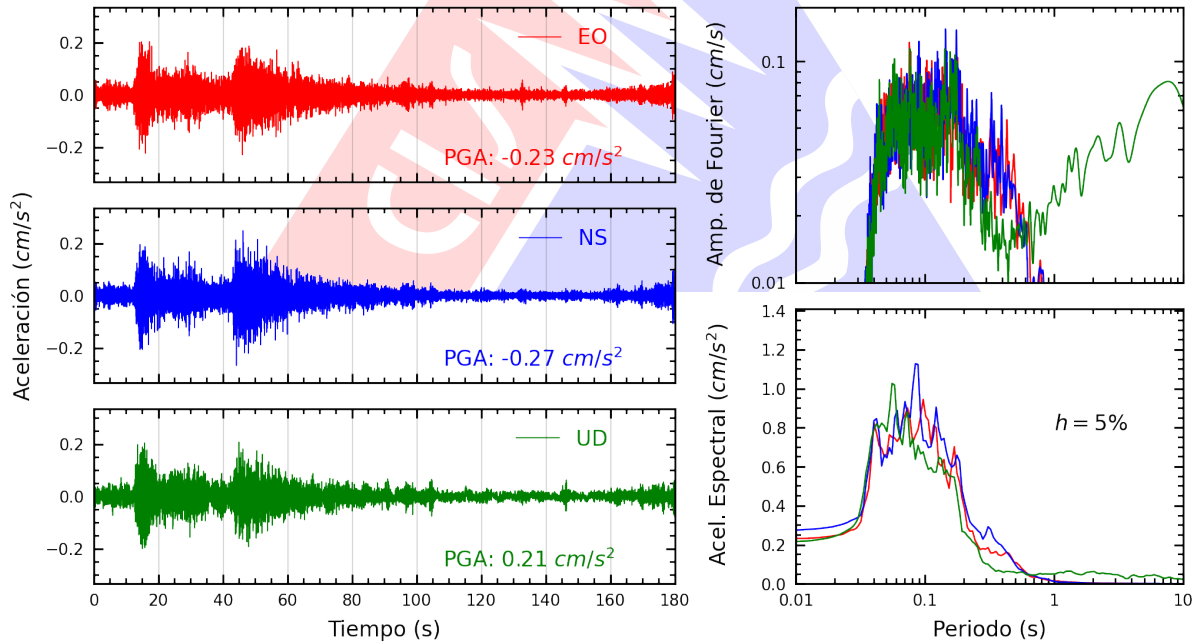 Aceleración (cm/s²)
0.2
0.0
−0.2
EO
PGA: -0.23 cm/s²
0.2
0.0
−0.2
NS
PGA: -0.27 cm/s²
0.2
0.0
−0.2
UD
PGA: 0.21 cm/s²
0 20 40 60 80 100 120 140 160 180
Tiempo (s)
Amp. de Fourier (cm/s)
0.1
0.01
Acel. Espectral (cm/s²)
1.4
1.2
1.0
0.8
0.6
0.4
0.2
0.0
h = 5%
0.01 0.1 1 10
Periodo (s)